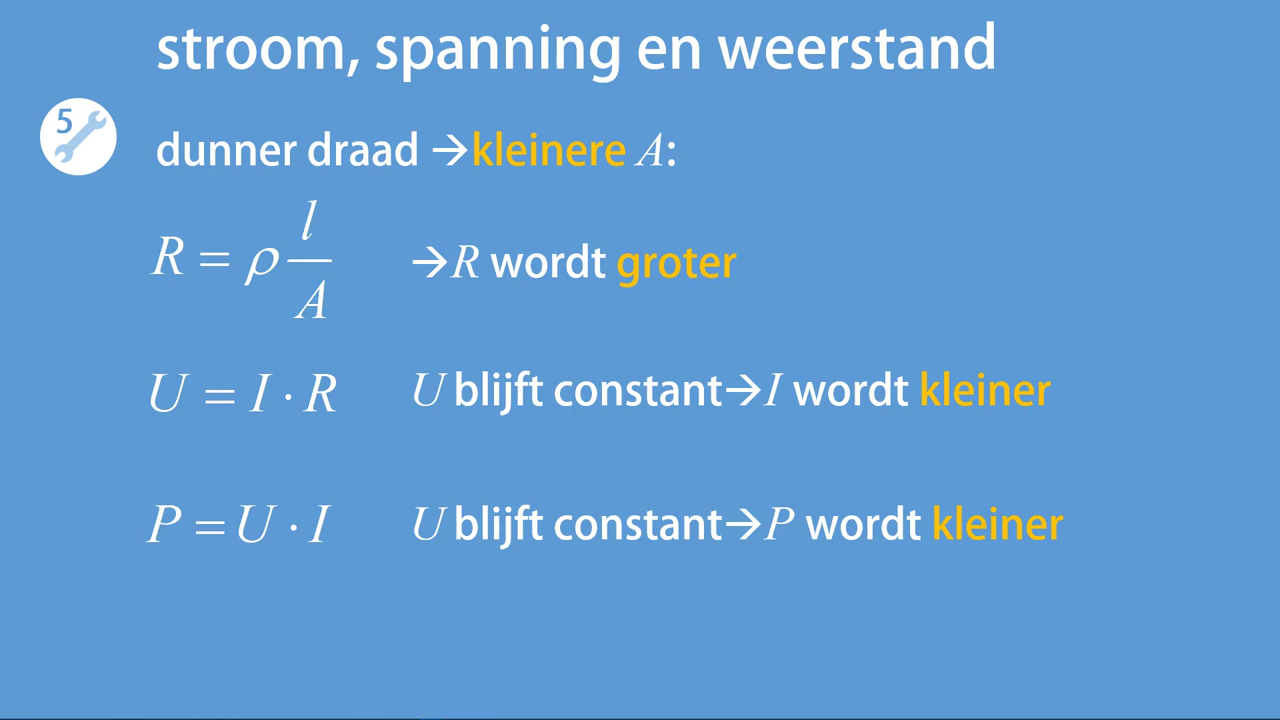 stroom, spanning en weerstand
5
dunner draad →kleinere A:
R = ρ l/A →R wordt groter
U = I · R U blijft constant→I wordt kleiner
P = U · I U blijft constant→P wordt kleiner